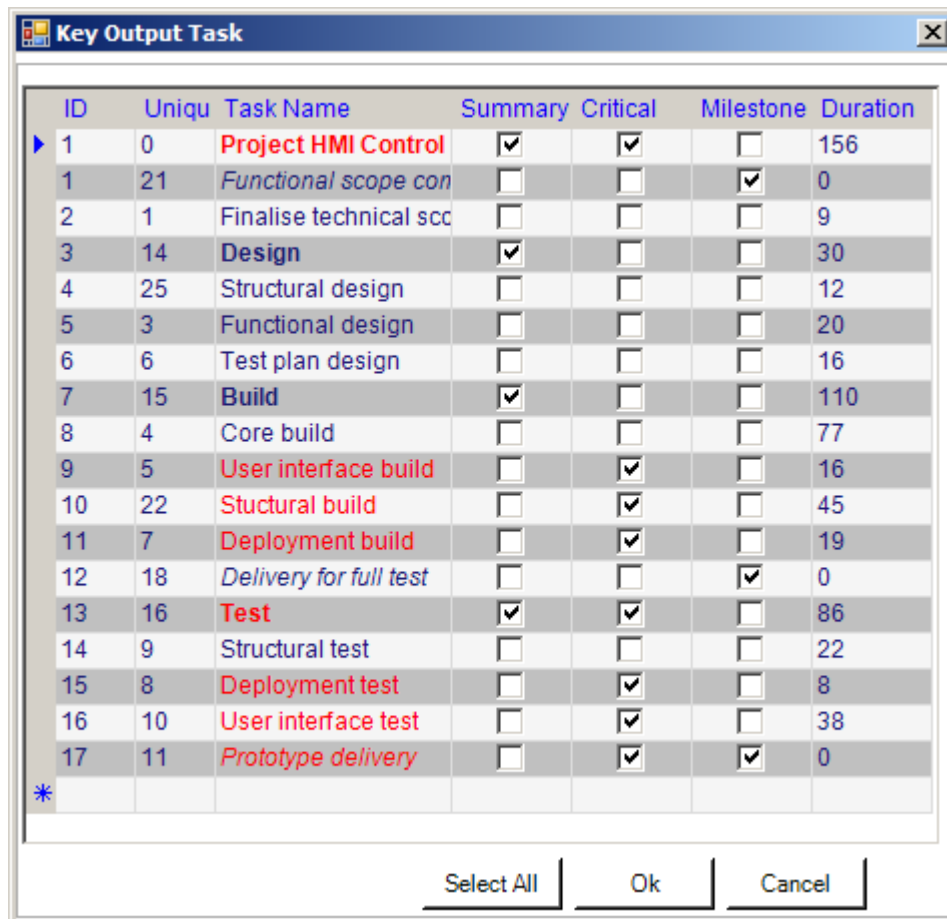 Key Output Task
ID Uniqu Task Name Summary Critical Milestone Duration
1 0 Project HMI Control 156
1 21 Functional scope con 0
2 1 Finalise technical sco 9
3 14 Design 30
4 25 Structural design 12
5 3 Functional design 20
6 6 Test plan design 16
7 15 Build 110
8 4 Core build 77
9 5 User interface build 16
10 22 Stuctural build 45
11 7 Deployment build 19
12 18 Delivery for full test 0
13 16 Test 86
14 9 Structural test 22
15 8 Deployment test 8
16 10 User interface test 38
17 11 Prototype delivery 0
Select All Ok Cancel